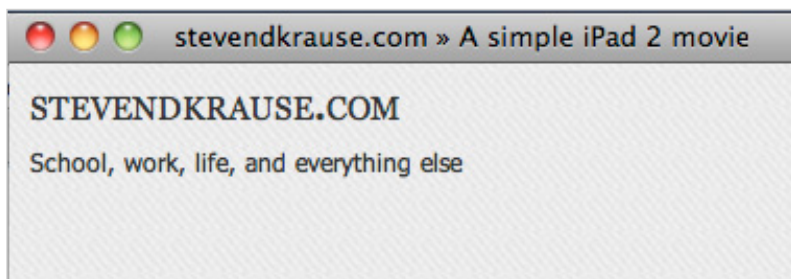 stevendkrause.com » A simple iPad 2 movie
STEVENDKRAUSE.COM
School, work, life, and everything else